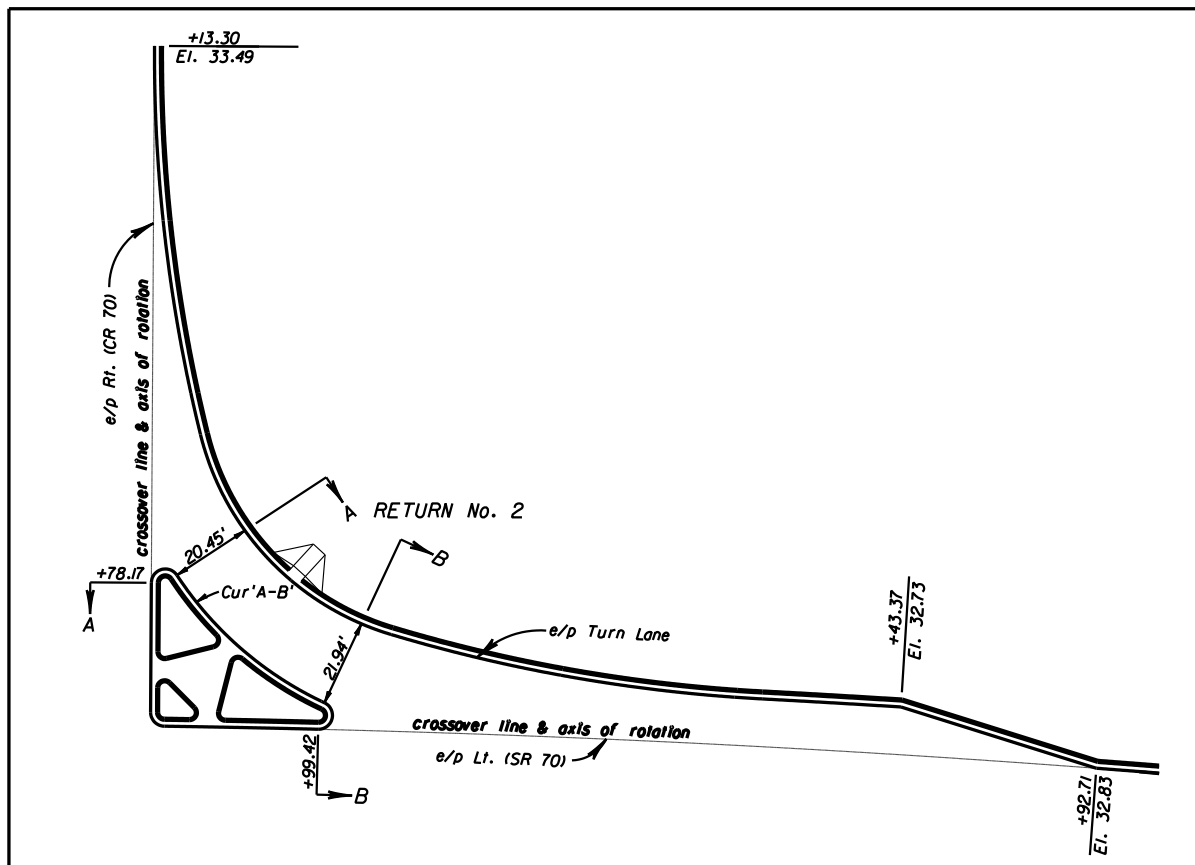 +13.30
El. 33.49
e/p Rt. (CR 70)
crossover line & axis of rotation
A
RETURN No. 2
20.45'
B
+78.17
Cur'A-B'
A
21.94'
e/p Turn Lane
+43.37
El. 32.73
crossover line & axis of rotation
e/p Lt. (SR 70)
+99.42
B
+92.71
El. 32.83